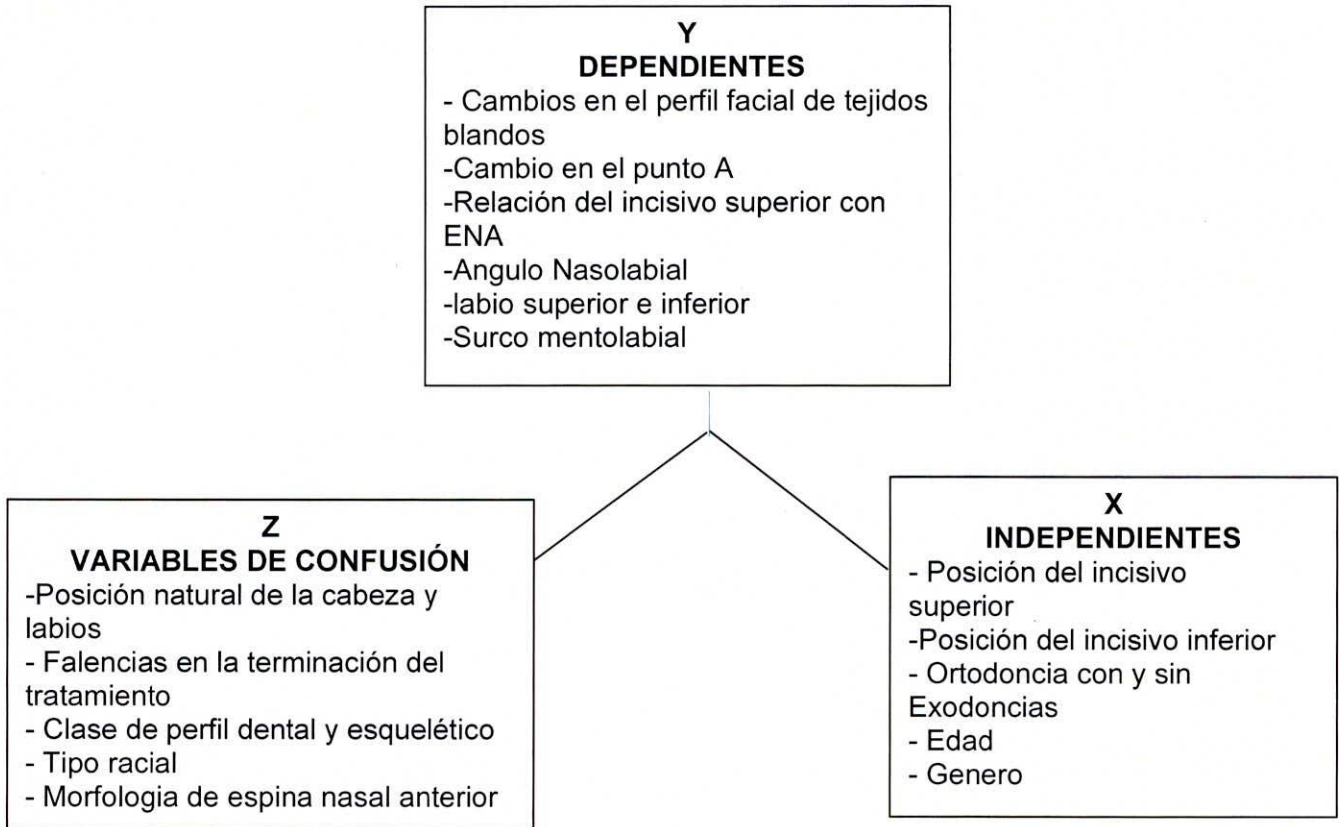 Y
DEPENDIENTES
- Cambios en el perfil facial de tejidos
blandos
-Cambio en el punto A
-Relación del incisivo superior con
ENA
-Angulo Nasolabial
-labio superior e inferior
-Surco mentolabial
Z
VARIABLES DE CONFUSIÓN
-Posición natural de la cabeza y
labios
- Falencias en la terminación del
tratamiento
- Clase de perfil dental y esquelético
- Tipo racial
- Morfologia de espina nasal anterior
X
INDEPENDIENTES
- Posición del incisivo
superior
-Posición del incisivo inferior
- Ortodoncia con y sin
Exodoncias
- Edad
- Genero